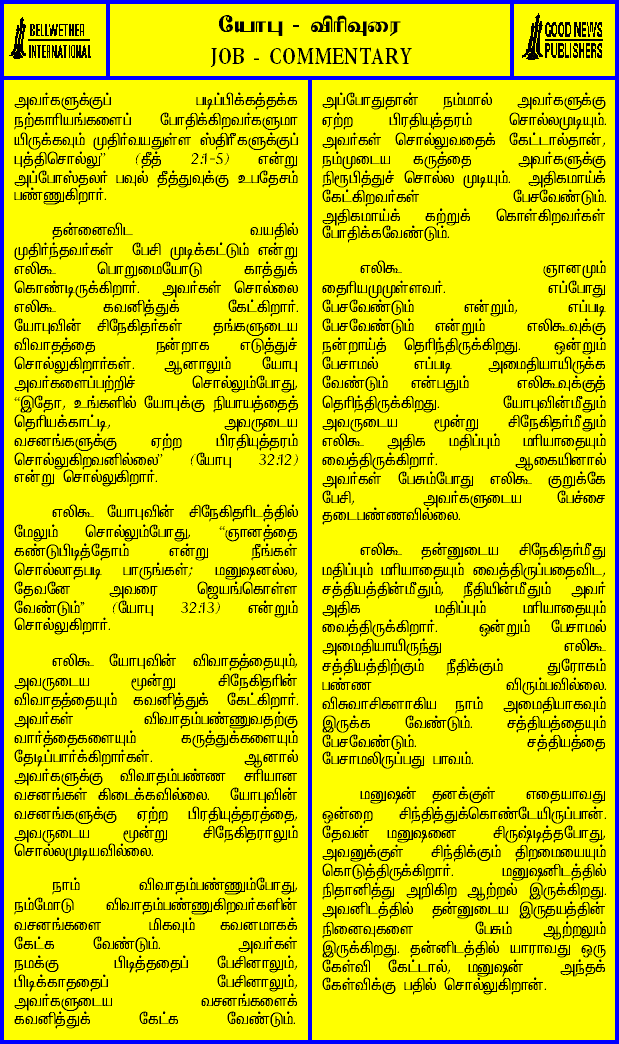 BELLWETHER
INTERNATIONAL
யோபு - விரிவுரை
JOB - COMMENTARY
GOOD NEWS
PUBLISHERS
அவர்களுக்குப் படிப்பிக்கத்தக்க
நற்காரியங்களைப் போதிக்கிறவர்களுமா
யிருக்கவும் முதிர்வயதுள்ள ஸ்திரீகளுக்குப்
புத்திசொல்லு” (தீத் 2:1-5) என்று
அப்போஸ்தலர் பவுல் தீத்துவுக்கு உபதேசம்
பண்ணுகிறார்.
தன்னைவிட வயதில்
முதிர்ந்தவர்கள் பேசி முடிக்கட்டும் என்று
எலிகூ பொறுமையோடு காத்துக்
கொண்டிருக்கிறார். அவர்கள் சொல்லை
எலிகூ கவனித்துக் கேட்கிறார்.
யோபுவின் சிநேகிதர்கள் தங்களுடைய
விவாதத்தை நன்றாக எடுத்துச்
சொல்லுகிறார்கள். ஆனாலும் யோபு
அவர்களைப்பற்றிச் சொல்லும்போது,
“இதோ, உங்களில் யோபுக்கு நியாயத்தைத்
தெரியக்காட்டி, அவருடைய
வசனங்களுக்கு ஏற்ற பிரதியுத்தரம்
சொல்லுகிறவனில்லை” (யோபு 32:12)
என்று சொல்லுகிறார்.
எலிகூ யோபுவின் சிநேகிதரிடத்தில்
மேலும் சொல்லும்போது, “ஞானத்தை
கண்டுபிடித்தோம் என்று நீங்கள்
சொல்லாதபடி பாருங்கள்; மனுஷனல்ல,
தேவனே அவரை ஜெயங்கொள்ள
வேண்டும்” (யோபு 32:13) என்றும்
சொல்லுகிறார்.
எலிகூ யோபுவின் விவாதத்தையும்,
அவருடைய மூன்று சிநேகிதரின்
விவாதத்தையும் கவனித்துக் கேட்கிறார்.
அவர்கள் விவாதம்பண்ணுவதற்கு
வார்த்தைகளையும் கருத்துக்களையும்
தேடிப்பார்க்கிறார்கள். ஆனால்
அவர்களுக்கு விவாதம்பண்ண சரியான
வசனங்கள் கிடைக்கவில்லை. யோபுவின்
வசனங்களுக்கு ஏற்ற பிரதியுத்தரத்தை,
அவருடைய மூன்று சிநேகிதராலும்
சொல்லமுடியவில்லை.
நாம் விவாதம்பண்ணும்போது,
நம்மோடு விவாதம்பண்ணுகிறவர்களின்
வசனங்களை மிகவும் கவனமாகக்
கேட்க வேண்டும். அவர்கள்
நமக்கு பிடித்ததைப் பேசினாலும்,
பிடிக்காததைப் பேசினாலும்,
அவர்களுடைய வசனங்களைக்
கவனித்துக் கேட்க வேண்டும்.
அப்போதுதான் நம்மால் அவர்களுக்கு
ஏற்ற பிரதியுத்தரம் சொல்லமுடியும்.
அவர்கள் சொல்லுவதைக் கேட்டால்தான்,
நம்முடைய கருத்தை அவர்களுக்கு
நிரூபித்துச் சொல்ல முடியும். அதிகமாய்க்
கேட்கிறவர்கள் பேசவேண்டும்.
அதிகமாய்க் கற்றுக் கொள்கிறவர்கள்
போதிக்கவேண்டும்.
எலிகூ ஞானமும்
தைரியமுமுள்ளவர். எப்போது
பேசவேண்டும் என்றும், எப்படி
பேசவேண்டும் என்றும் எலிகூவுக்கு
நன்றாய்த் தெரிந்திருக்கிறது. ஒன்றும்
பேசாமல் எப்படி அமைதியாயிருக்க
வேண்டும் என்பதும் எலிகூவுக்குத்
தெரிந்திருக்கிறது. யோபுவின்மீதும்
அவருடைய மூன்று சிநேகிதர்மீதும்
எலிகூ அதிக மதிப்பும் மரியாதையும்
வைத்திருக்கிறார். ஆகையினால்
அவர்கள் பேசும்போது எலிகூ குறுக்கே
பேசி, அவர்களுடைய பேச்சை
தடைபண்ணவில்லை.
எலிகூ தன்னுடைய சிநேகிதர்மீது
மதிப்பும் மரியாதையும் வைத்திருப்பதைவிட,
சத்தியத்தின்மீதும், நீதியின்மீதும் அவர்
அதிக மதிப்பும் மரியாதையும்
வைத்திருக்கிறார். ஒன்றும் பேசாமல்
அமைதியாயிருந்து எலிகூ
சத்தியத்திற்கும் நீதிக்கும் துரோகம்
பண்ண விரும்பவில்லை.
விசுவாசிகளாகிய நாம் அமைதியாகவும்
இருக்க வேண்டும். சத்தியத்தையும்
பேசவேண்டும். சத்தியத்தை
பேசாமலிருப்பது பாவம்.
மனுஷன் தனக்குள் எதையாவது
ஒன்றை சிந்தித்துக்கொண்டேயிருப்பான்.
தேவன் மனுஷனை சிருஷ்டித்தபோது,
அவனுக்குள் சிந்திக்கும் திறமையையும்
கொடுத்திருக்கிறார். மனுஷனிடத்தில்
நிதானித்து அறிகிற ஆற்றல் இருக்கிறது.
அவனிடத்தில் தன்னுடைய இருதயத்தின்
நினைவுகளை பேசும் ஆற்றலும்
இருக்கிறது. தன்னிடத்தில் யாராவது ஒரு
கேள்வி கேட்டால், மனுஷன் அந்தக்
கேள்விக்கு பதில் சொல்லுகிறான்.